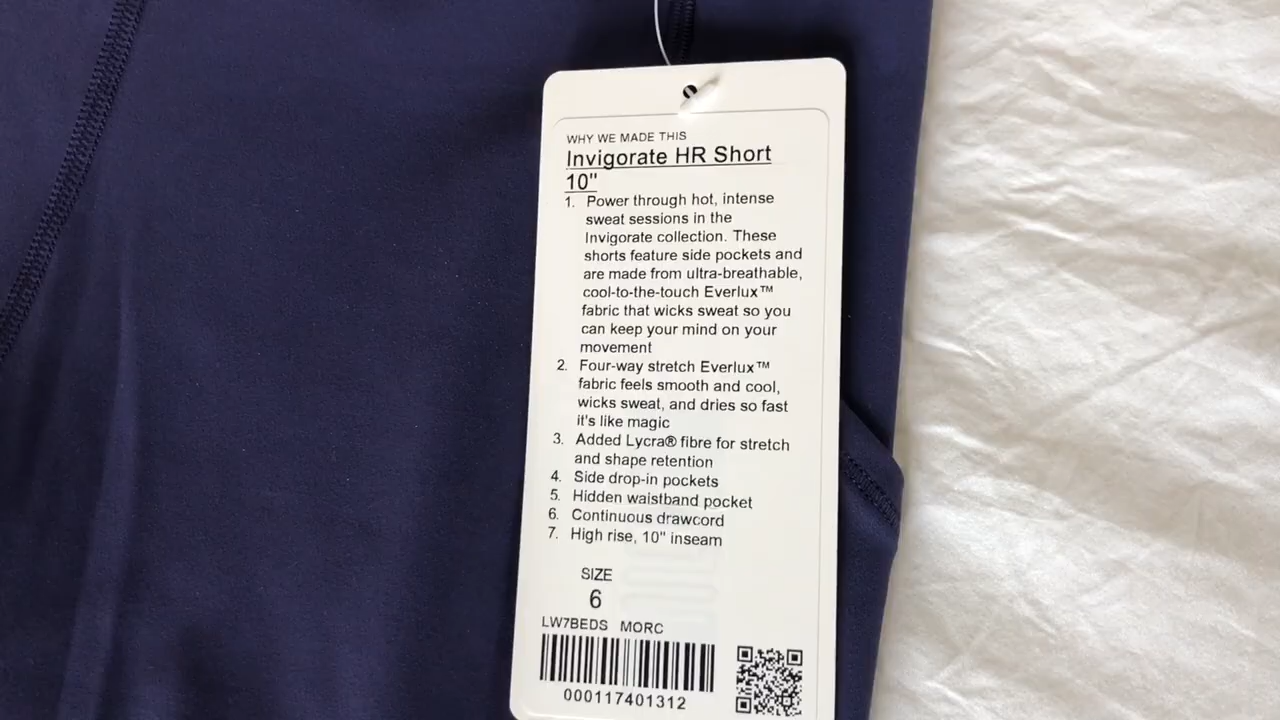 WHY WE MADE THIS
Invigorate HR Short
10"
1. Power through hot, intense
sweat sessions in the
Invigorate collection. These
shorts feature side pockets and
are made from ultra-breathable,
cool-to-the-touch Everlux™
fabric that wicks sweat so you
can keep your mind on your
movement
2. Four-way stretch Everlux™
fabric feels smooth and cool,
wicks sweat, and dries so fast
it's like magic
3. Added Lycra® fibre for stretch
and shape retention
4. Side drop-in pockets
5. Hidden waistband pocket
6. Continuous drawcord
7. High rise, 10" inseam
SIZE
6
LW7BEDS MORC
000117401312